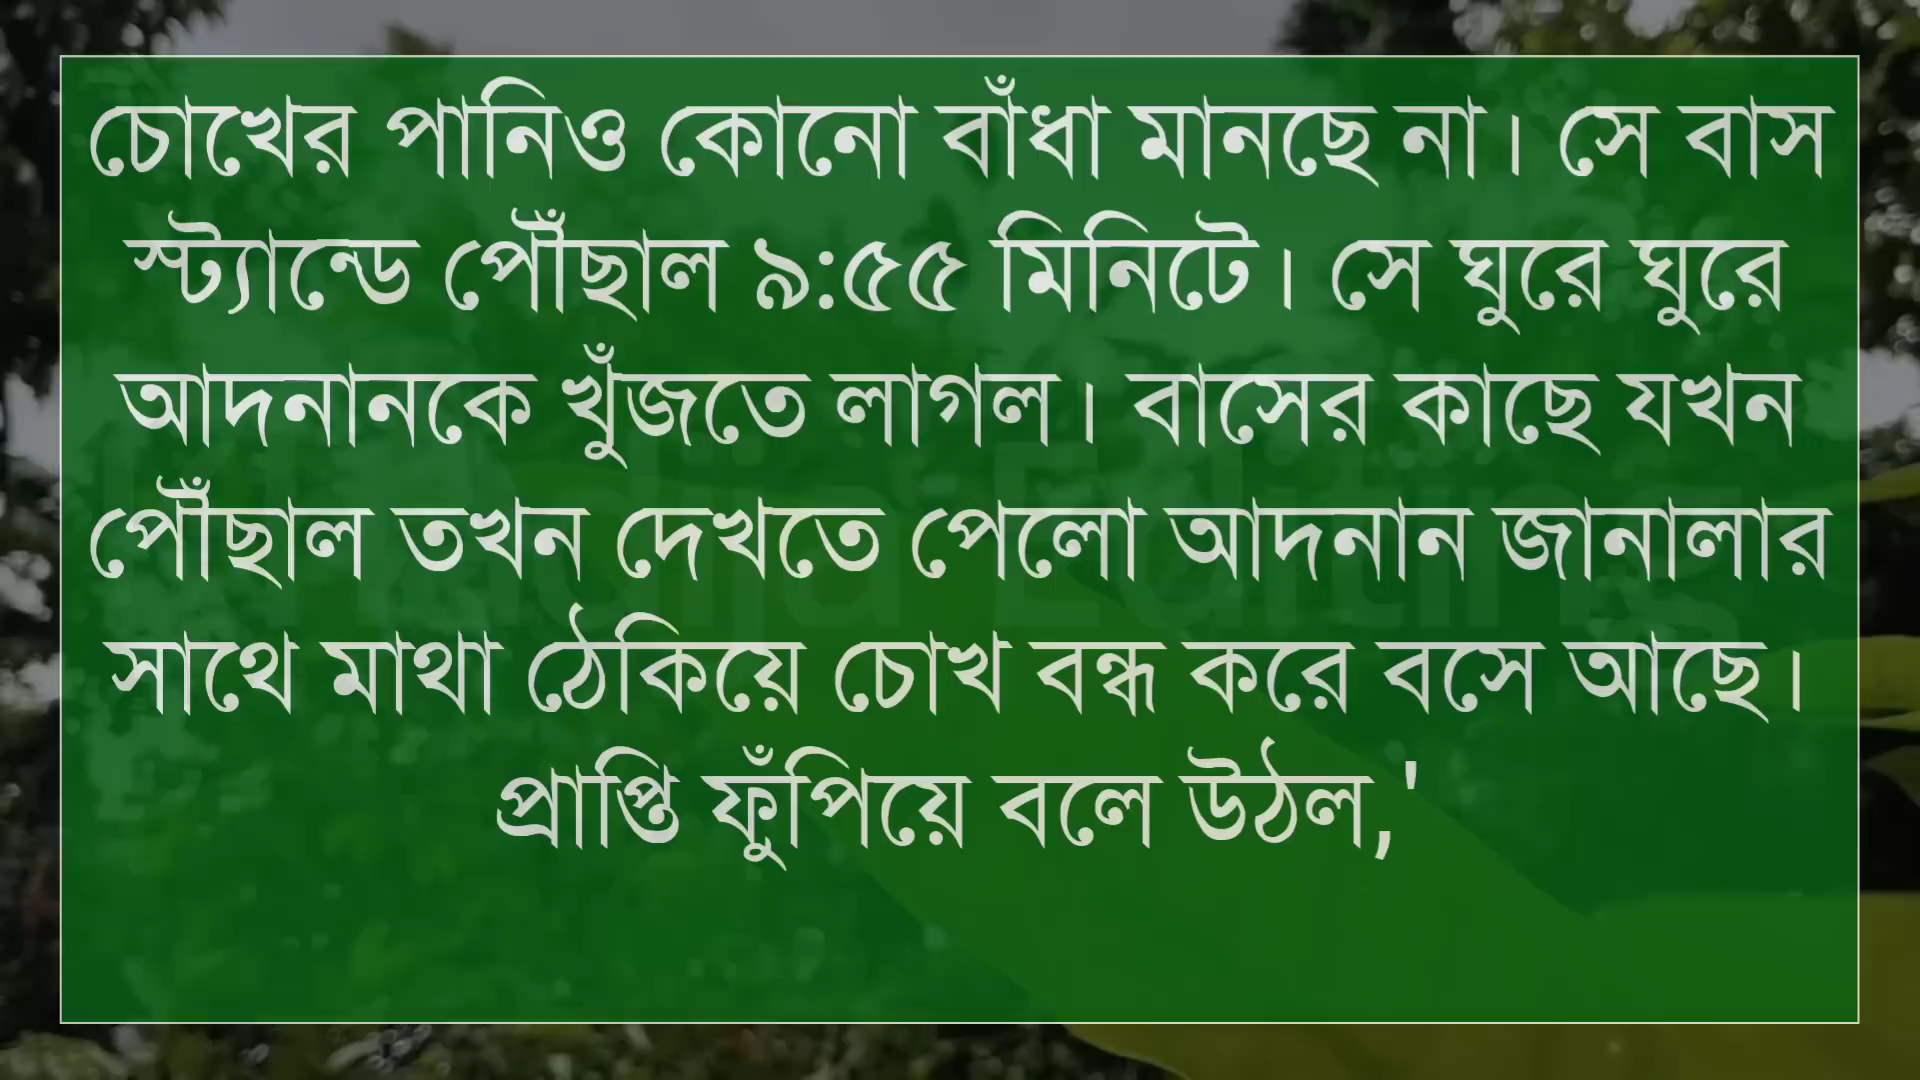 চোখের পানিও কোনো বাঁধা মানছে না। সে বাস
স্ট্যান্ডে পৌঁছাল ৯:৫৫ মিনিটে। সে ঘুরে ঘুরে
আদনানকে খুঁজতে লাগল। বাসের কাছে যখন
পৌঁছাল তখন দেখতে পেলো আদনান জানালার
সাথে মাথা ঠেকিয়ে চোখ বন্ধ করে বসে আছে।
প্রাপ্তি ফুঁপিয়ে বলে উঠল,'